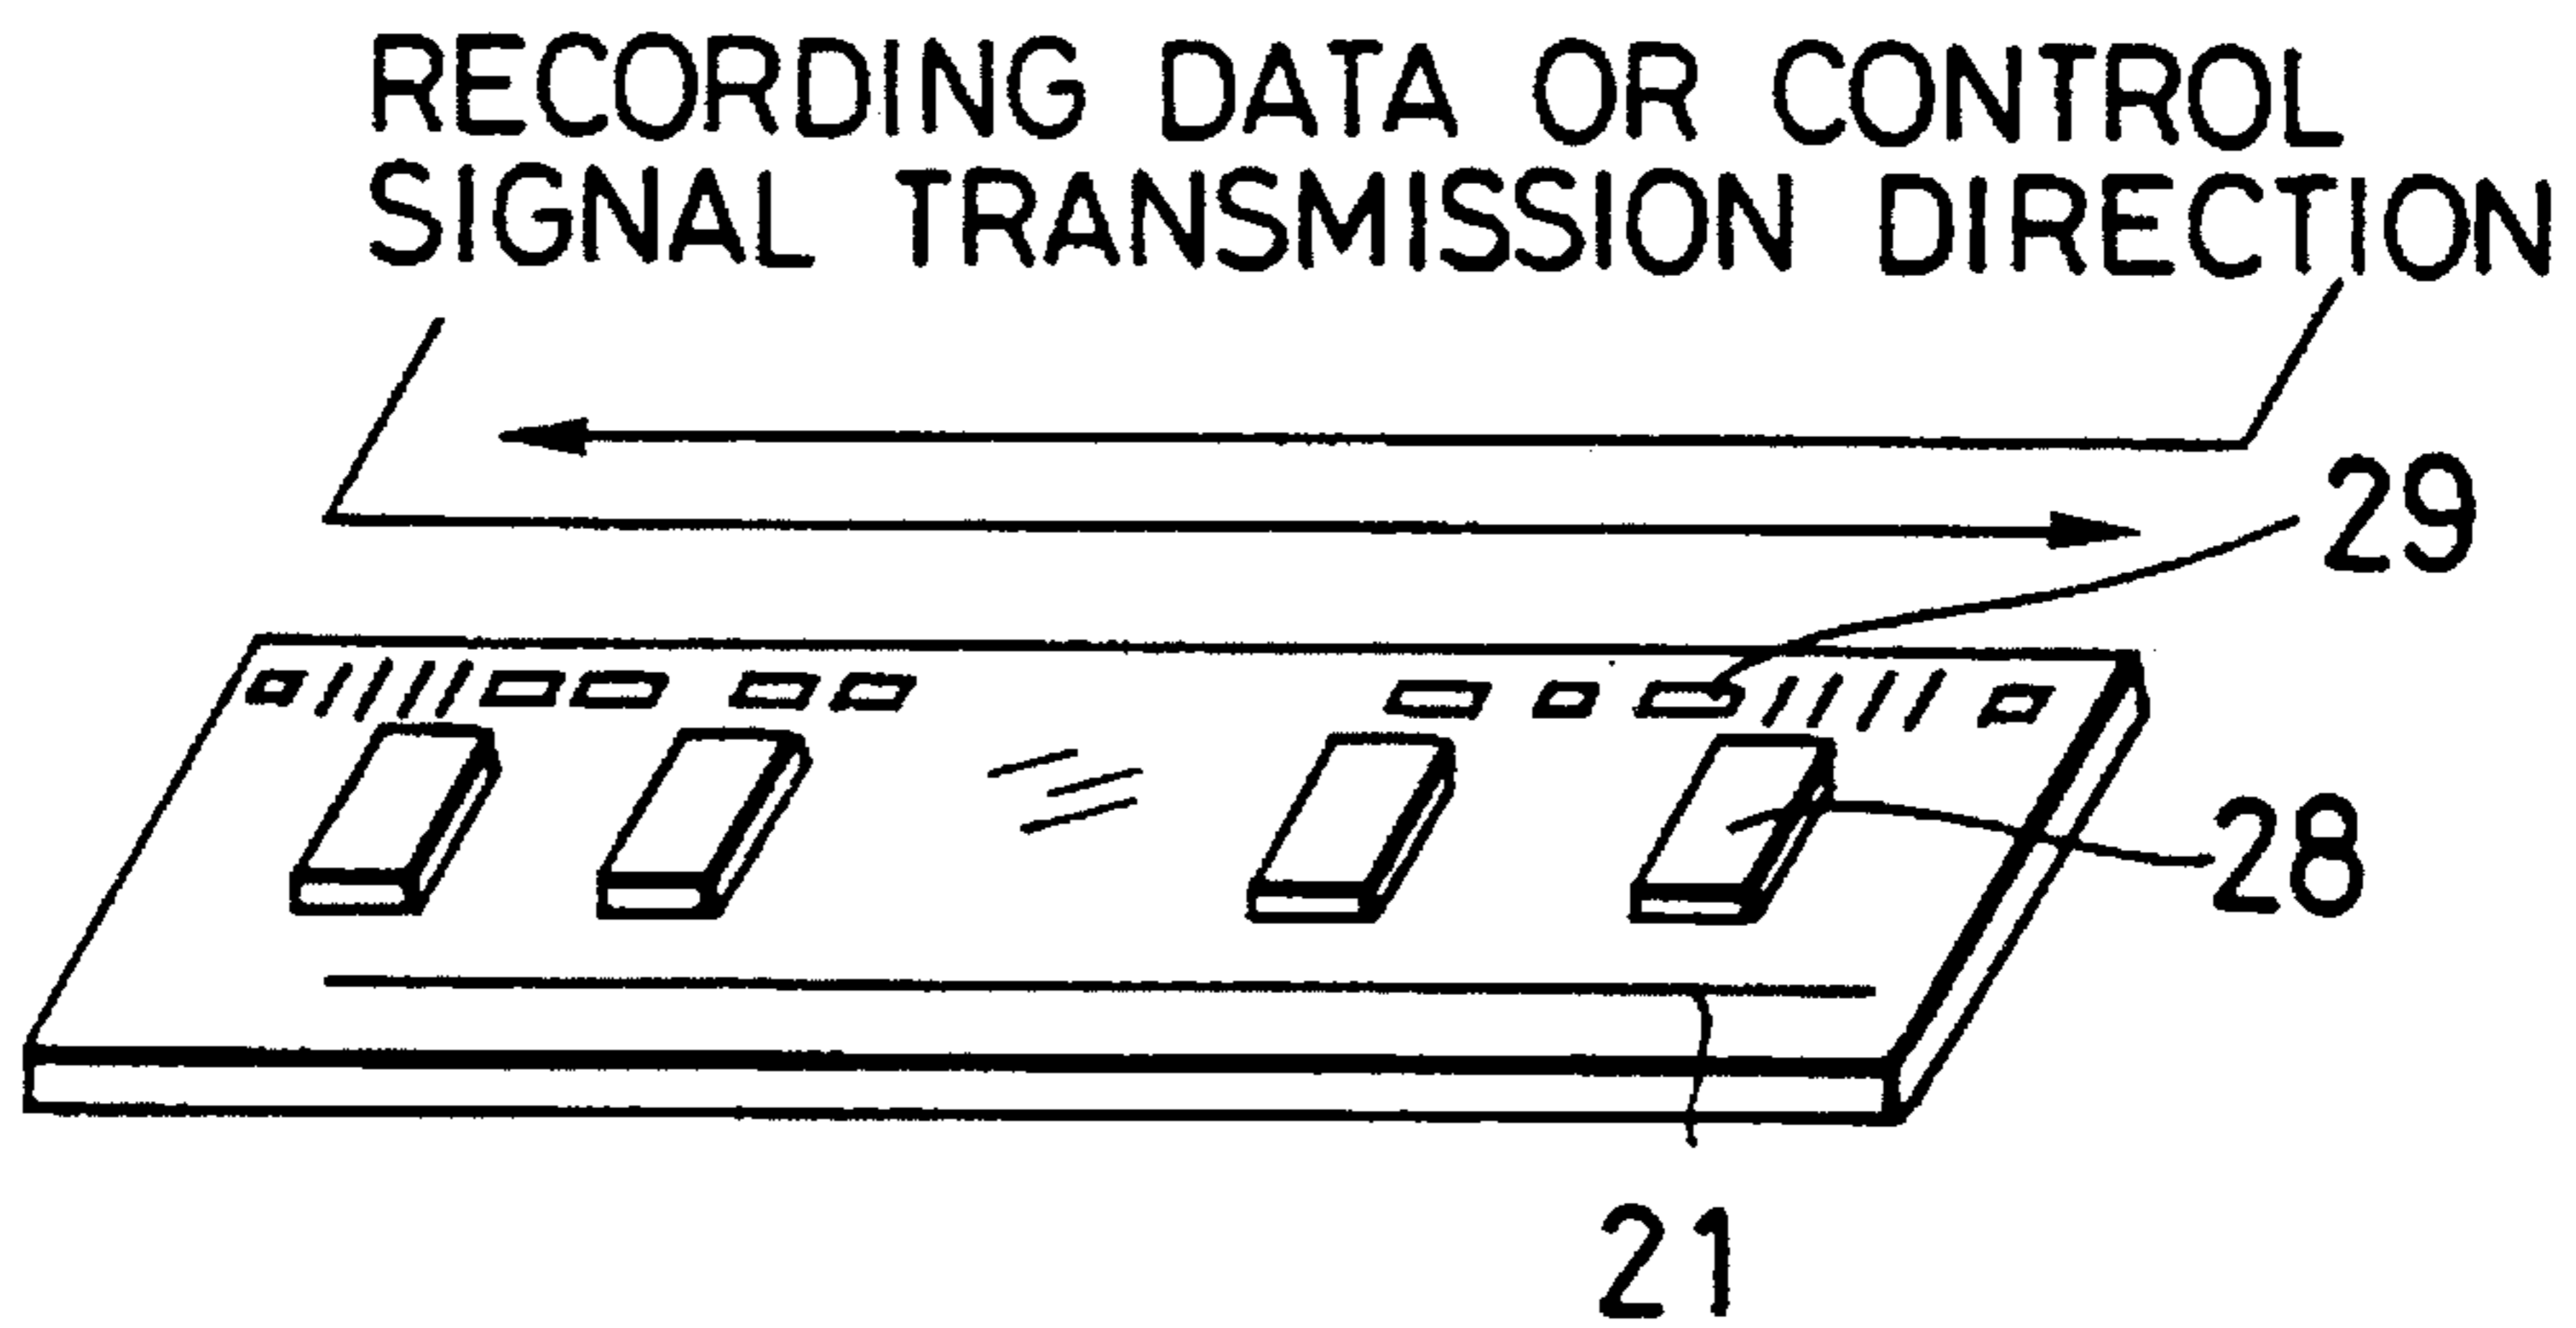 RECORDING DATA OR CONTROL
SIGNAL TRANSMISSION DIRECTION
29
28
21